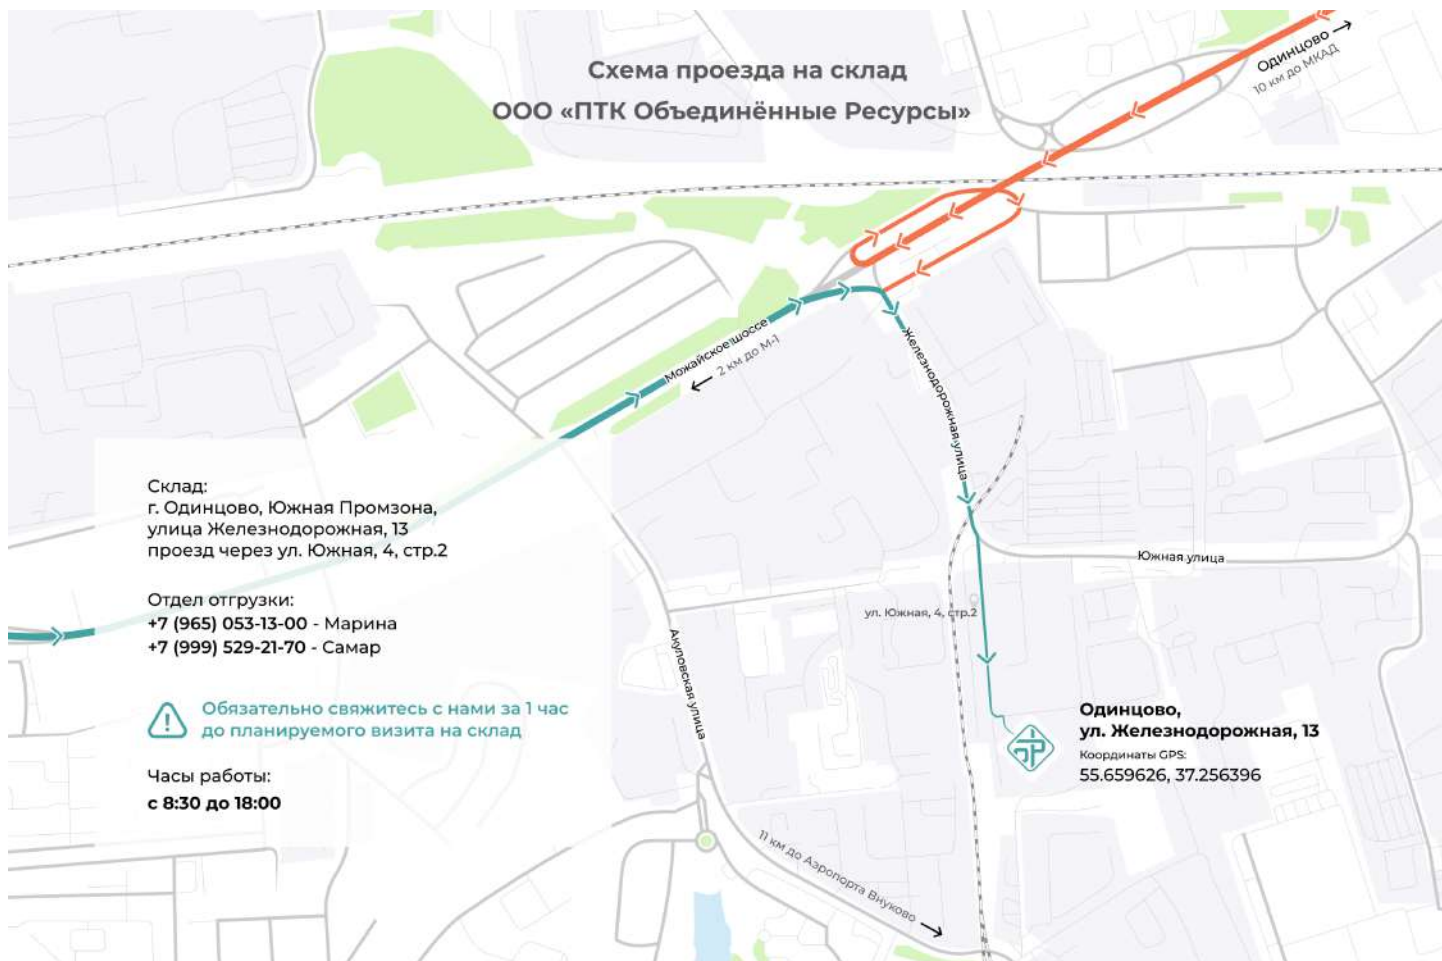 Схема проезда на склад
ООО «ПТК Объединённые Ресурсы»
Одинцово
10 км до МКАД
Можайское шоссе
2 км до М-1
Железнодорожная улица
Склад:
г. Одинцово, Южная Промзона,
улица Железнодорожная, 13
проезд через ул. Южная, 4, стр.2
Южная улица
Отдел отгрузки:
+7 (965) 053-13-00 - Марина
+7 (999) 529-21-70 - Самар
ул. Южная, 4, стр.2
Акуловская улица
Обязательно свяжитесь с нами за 1 час
до планируемого визита на склад
Одинцово,
ул. Железнодорожная, 13
Координаты GPS:
55.659626, 37.256396
Часы работы:
с 8:30 до 18:00
11 км до Аэропорта Внуково